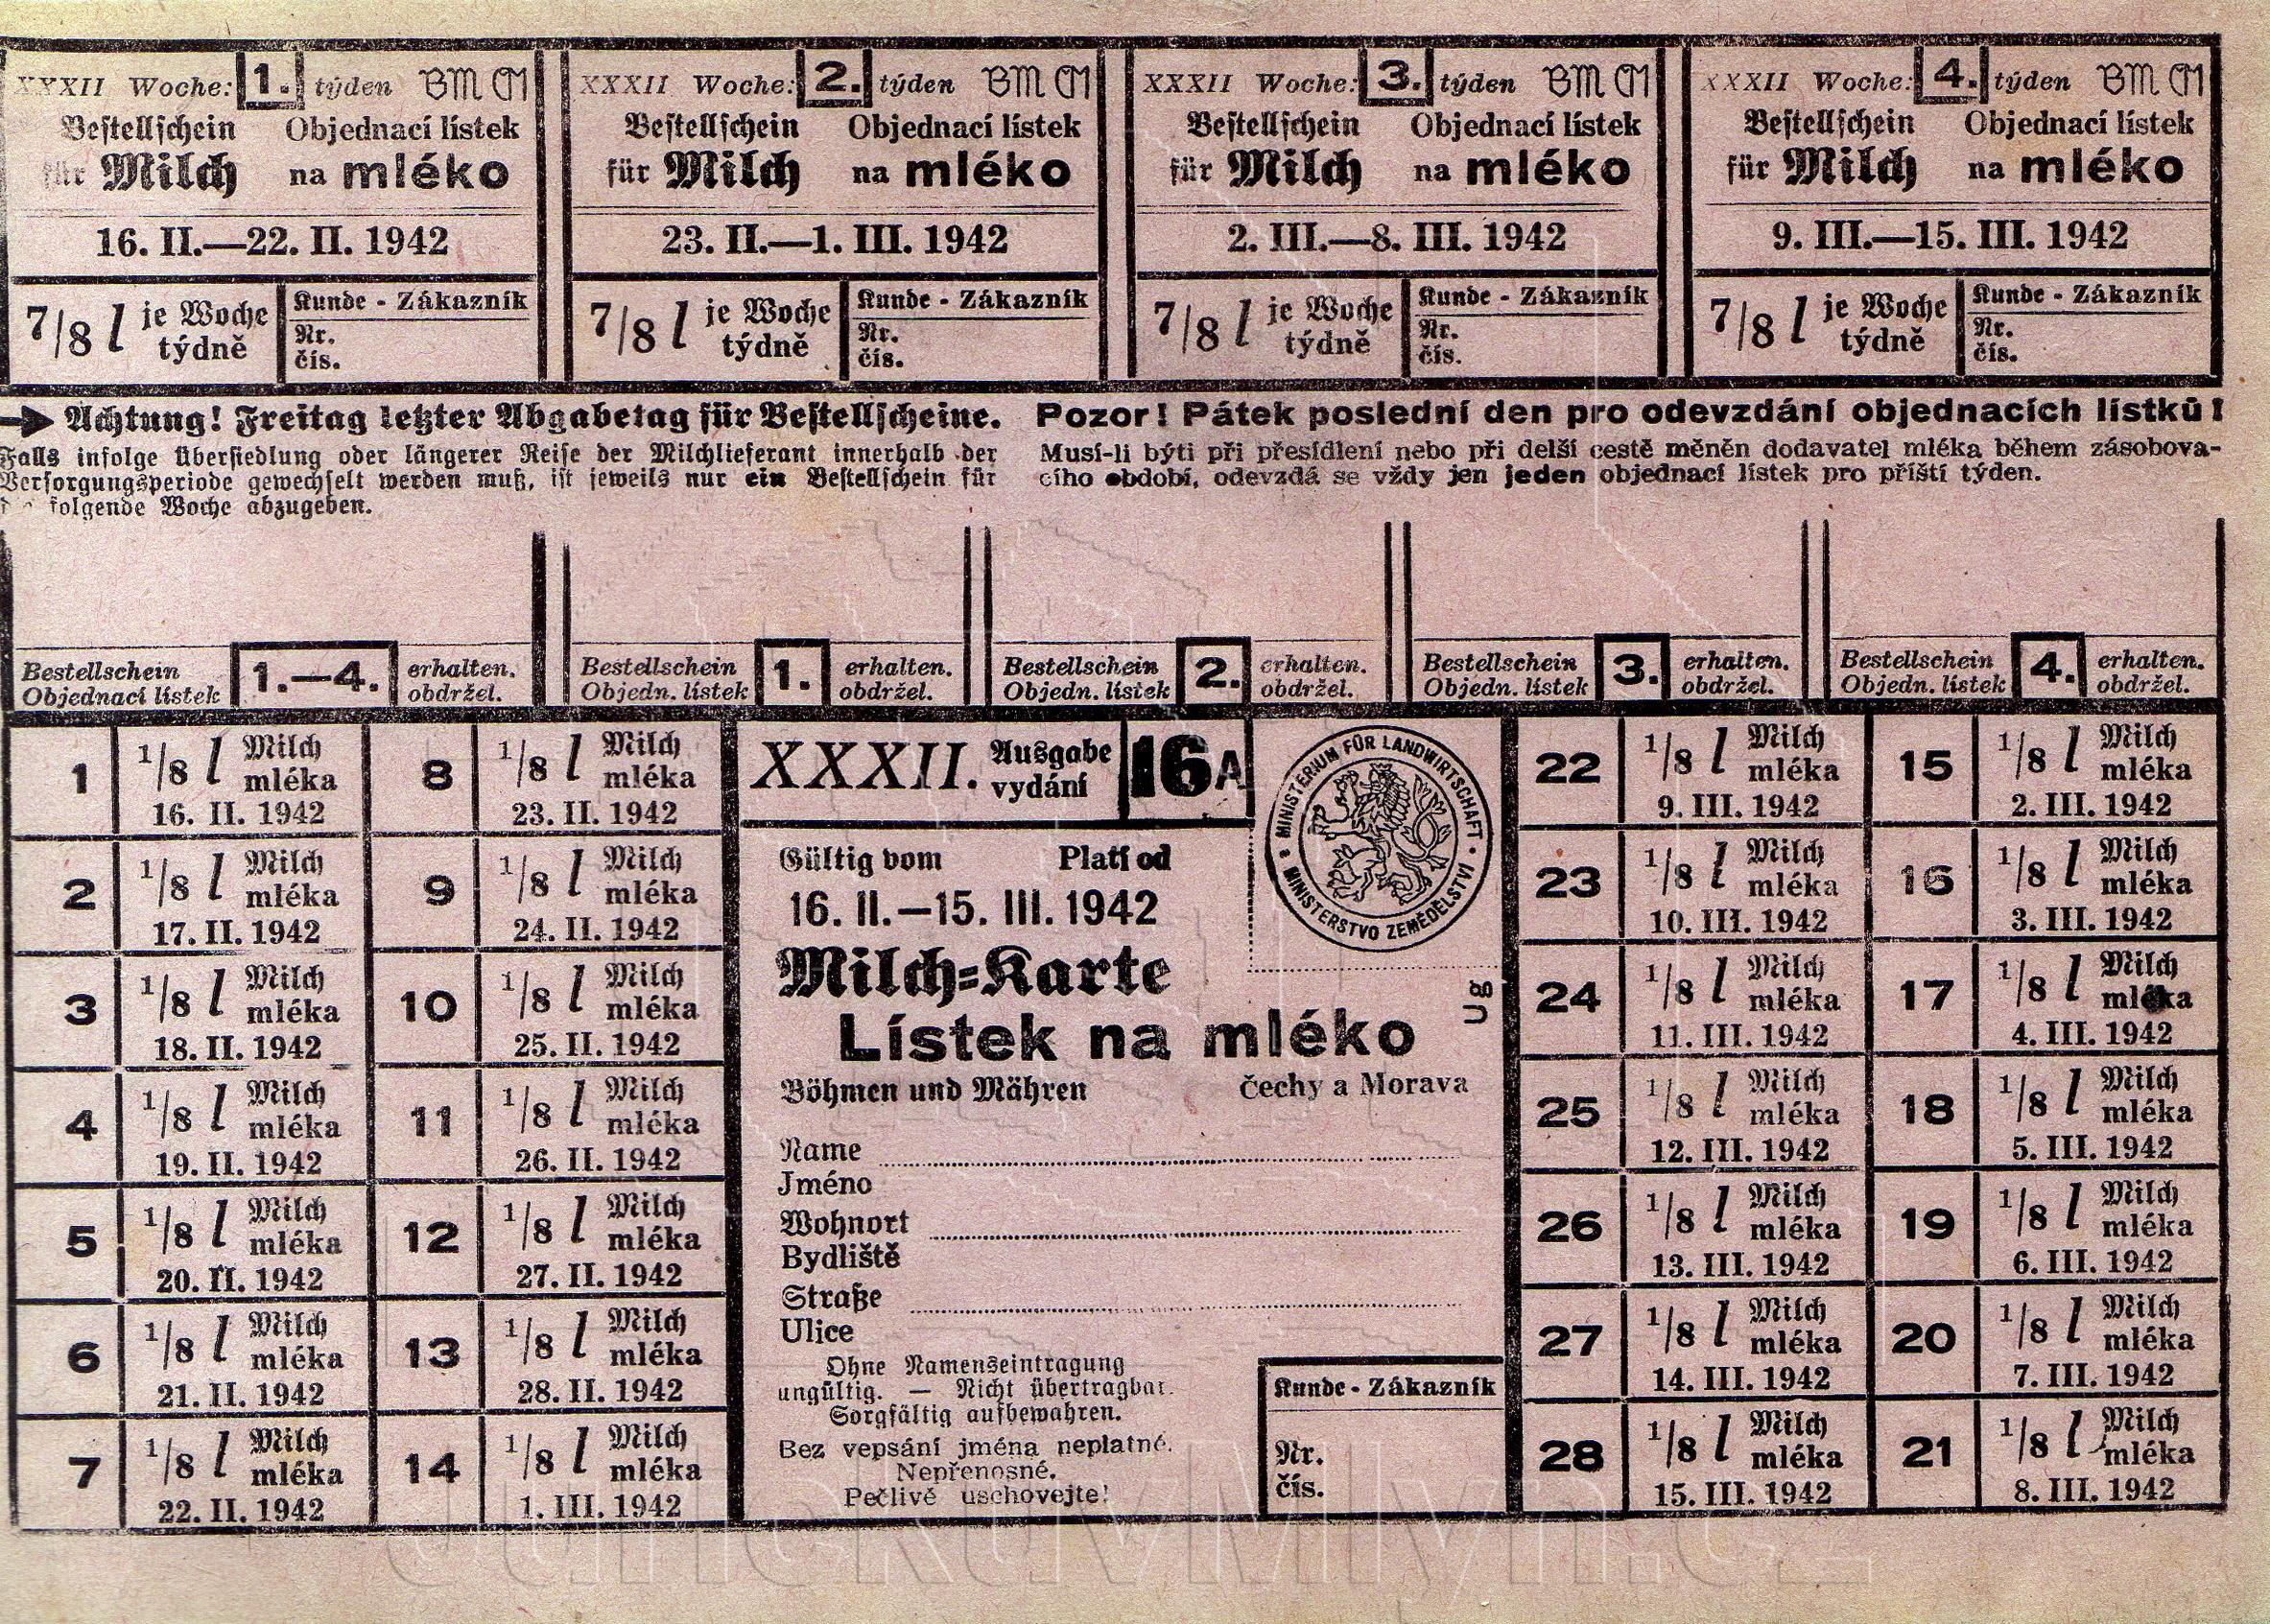 XXXII Woche: 1. týden BM ČM
Bestellschein Objednací lístek
für Milch na mléko
16. II.—22. II. 1942
7/8 l je Woche týdně
Kunde - Zákazník
Nr.
čís.
XXXII Woche: 2. týden BM ČM
Bestellschein Objednací lístek
für Milch na mléko
23. II.—1. III. 1942
7/8 l je Woche týdně
Kunde - Zákazník
Nr.
čís.
XXXII Woche: 3. týden BM ČM
Bestellschein Objednací lístek
für Milch na mléko
2. III.—8. III. 1942
7/8 l je Woche týdně
Kunde - Zákazník
Nr.
čís.
XXXII Woche: 4. týden BM ČM
Bestellschein Objednací lístek
für Milch na mléko
9. III.—15. III. 1942
7/8 l je Woche týdně
Kunde - Zákazník
Nr.
čís.
Achtung! Freitag letzter Abgabetag für Bestellscheine.
Falls infolge Übersiedlung oder längerer Reise der Milchlieferant innerhalb der
Versorgungsperiode gewechselt werden muß, ist jeweils nur ein Bestellschein für
folgende Woche abzugeben.
Pozor! Pátek poslední den pro odevzdání objednacích lístků!
Musí-li býti při přesídlení nebo při delší cestě měněn dodavatel mléka během zásobova-
cího období, odevzdá se vždy jen jeden objednací lístek pro příští týden.
Bestellschein 1.—4. erhalten.
Objednací lístek obdržel.
Bestellschein 1. erhalten.
Objedn. lístek obdržel.
Bestellschein 2. erhalten.
Objedn. lístek obdržel.
Bestellschein 3. erhalten.
Objedn. lístek obdržel.
Bestellschein 4. erhalten.
Objedn. lístek obdržel.
1 1/8 l Milch mléka 16. II. 1942
2 1/8 l Milch mléka 17. II. 1942
3 1/8 l Milch mléka 18. II. 1942
4 1/8 l Milch mléka 19. II. 1942
5 1/8 l Milch mléka 20. II. 1942
6 1/8 l Milch mléka 21. II. 1942
7 1/8 l Milch mléka 22. II. 1942
8 1/8 l Milch mléka 23. II. 1942
9 1/8 l Milch mléka 24. II. 1942
10 1/8 l Milch mléka 25. II. 1942
11 1/8 l Milch mléka 26. II. 1942
12 1/8 l Milch mléka 27. II. 1942
13 1/8 l Milch mléka 28. II. 1942
14 1/8 l Milch mléka 1. III. 1942
XXXII. Ausgabe vydání 16A
MINISTERIUM FÜR LANDWIRTSCHAFT
MINISTERSTVO ZEMĚDĚLSTVÍ
Gültig vom Platí od
16. II.—15. III. 1942
Milch=Karte
Lístek na mléko
Ug
Böhmen und Mähren Čechy a Morava
Name
Jméno
Wohnort
Bydliště
Straße
Ulice
Ohne Namenseintragung
ungültig. — Nicht übertragbar.
Sorgfältig aufbewahren.
Bez vepsání jména neplatné.
Nepřenosné.
Pečlivě uschovejte!
Kunde - Zákazník
Nr.
čís.
22 1/8 l Milch mléka 9. III. 1942
23 1/8 l Milch mléka 10. III. 1942
24 1/8 l Milch mléka 11. III. 1942
25 1/8 l Milch mléka 12. III. 1942
26 1/8 l Milch mléka 13. III. 1942
27 1/8 l Milch mléka 14. III. 1942
28 1/8 l Milch mléka 15. III. 1942
15 1/8 l Milch mléka 2. III. 1942
16 1/8 l Milch mléka 3. III. 1942
17 1/8 l Milch mléka 4. III. 1942
18 1/8 l Milch mléka 5. III. 1942
19 1/8 l Milch mléka 6. III. 1942
20 1/8 l Milch mléka 7. III. 1942
21 1/8 l Milch mléka 8. III. 1942